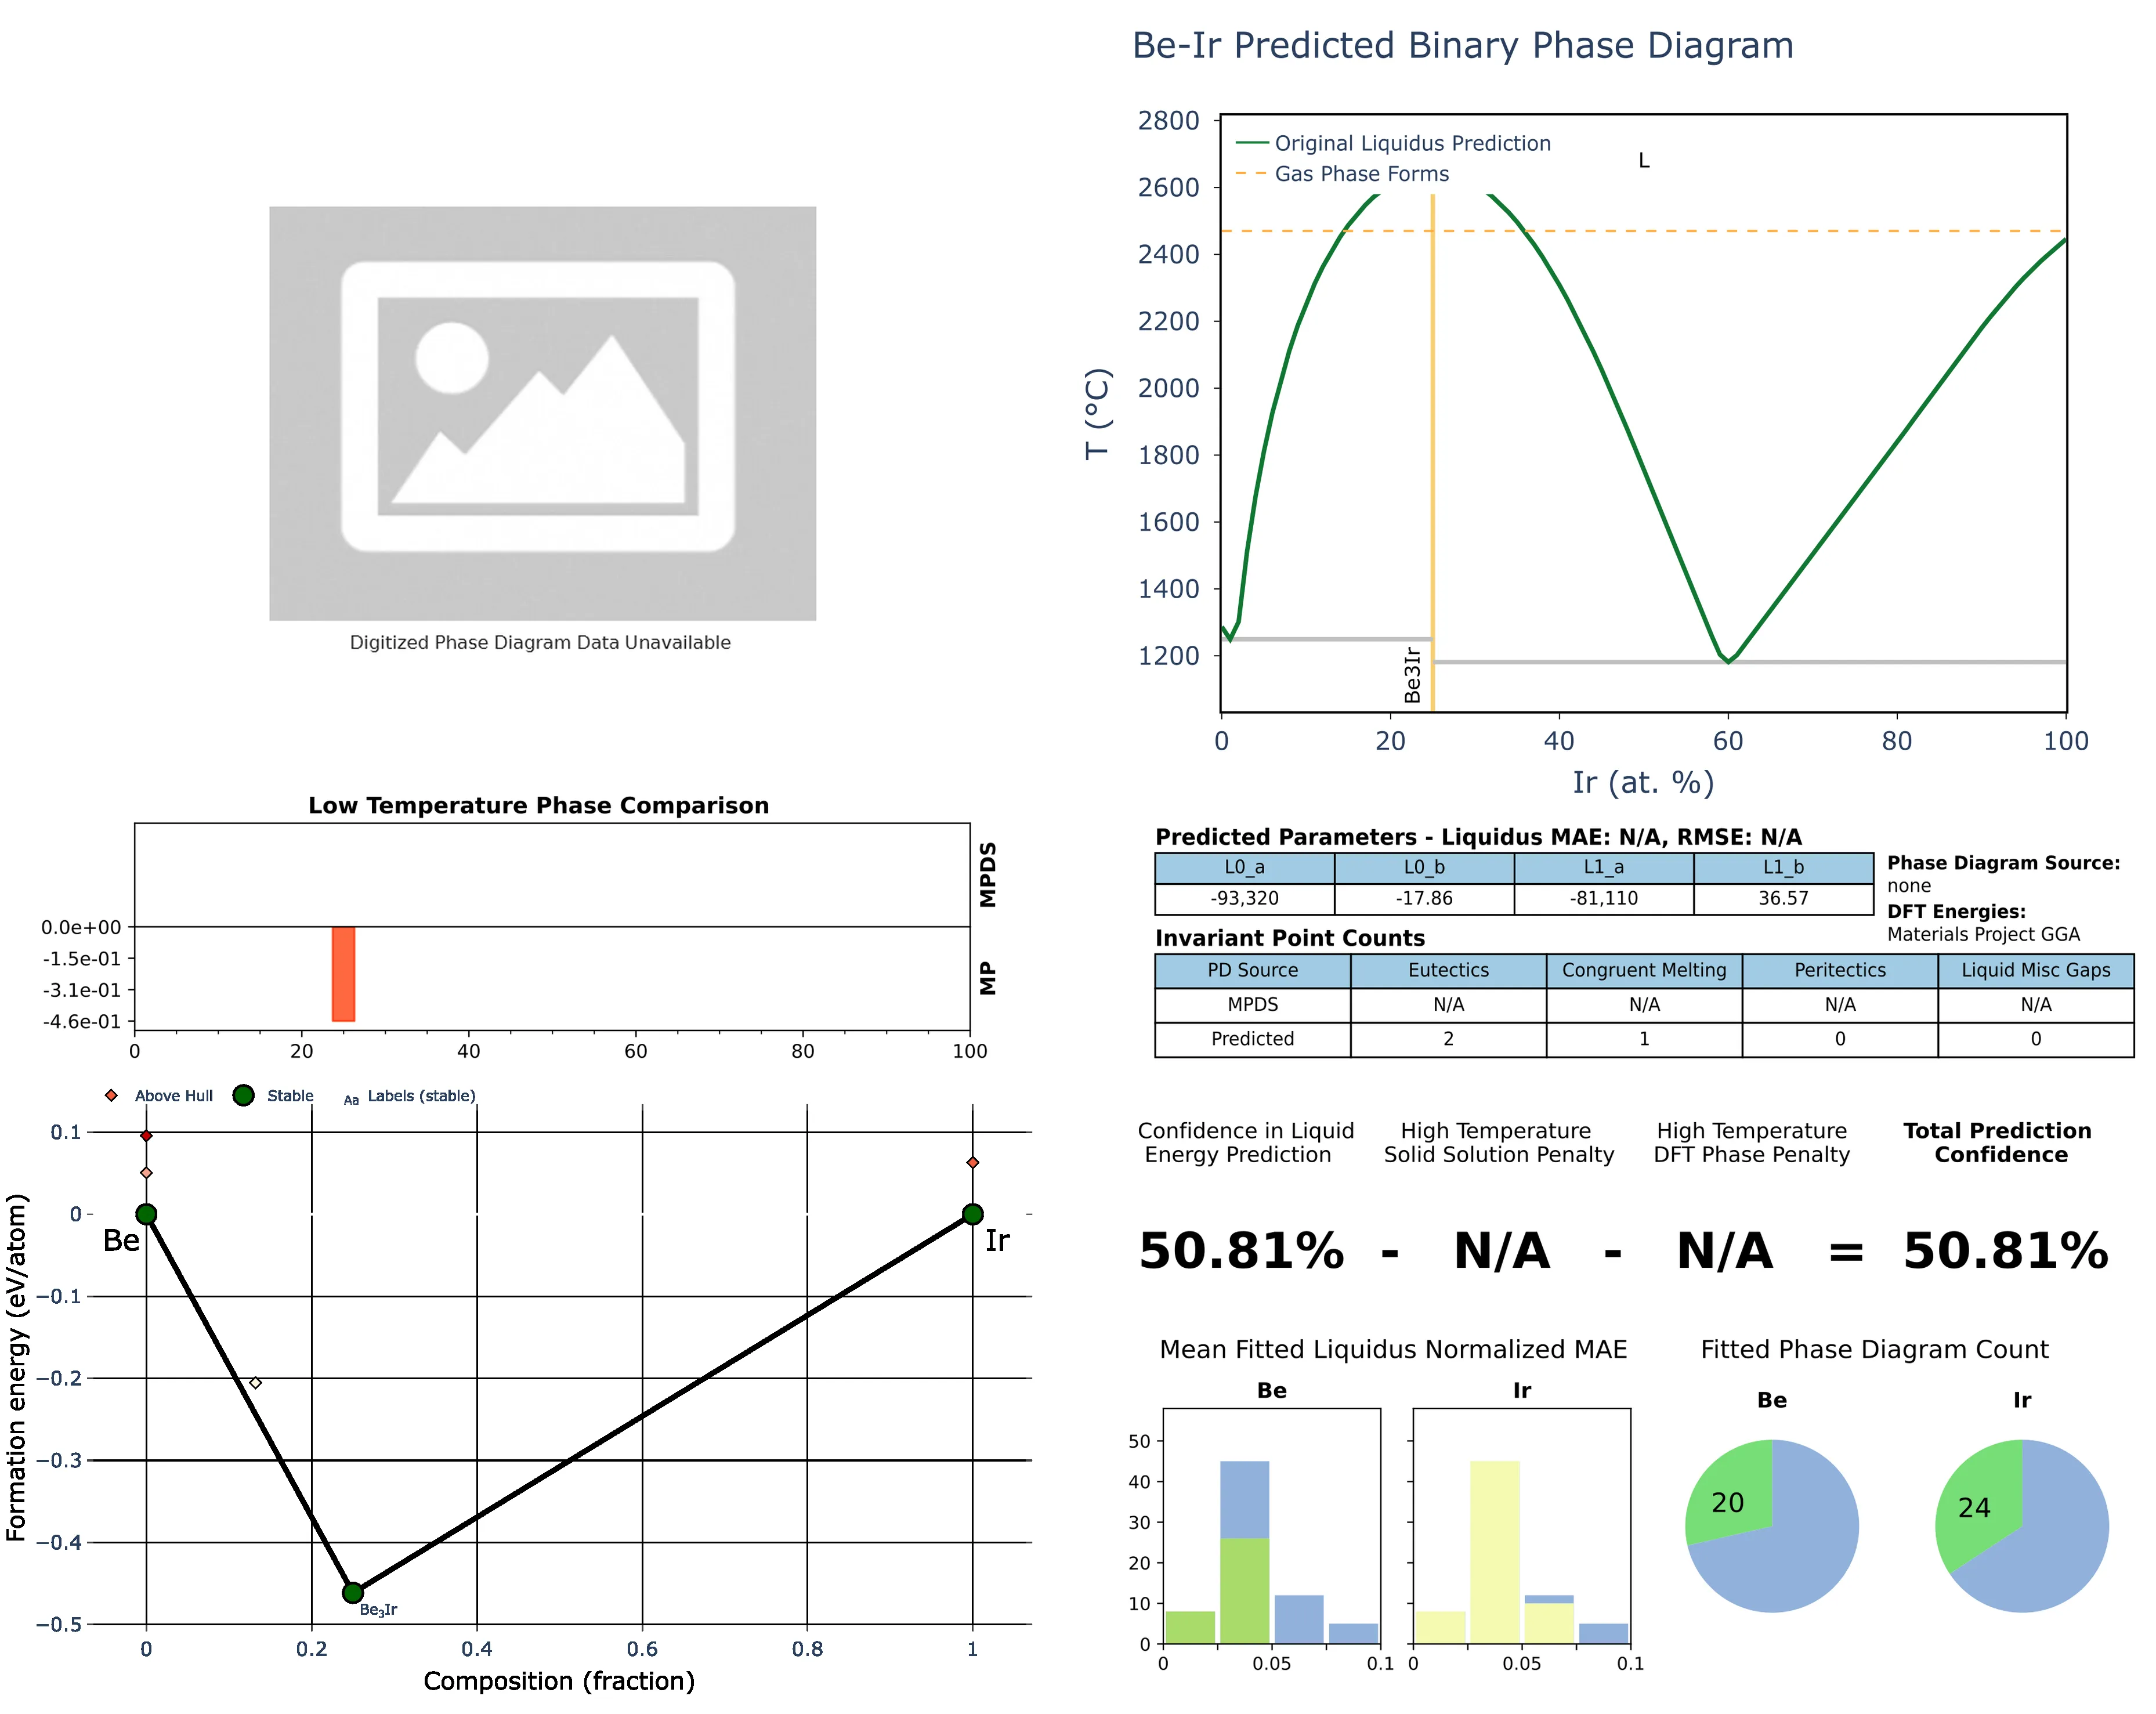 Be-Ir Predicted Binary Phase Diagram
2800
2600
2400
2200
2000
1800
1600
1400
1200
T (°C)
Original Liquidus Prediction
Gas Phase Forms
L
Be3Ir
0 20 40 60 80 100
Ir (at. %)
Digitized Phase Diagram Data Unavailable
Low Temperature Phase Comparison
MPDS
MP
0.0e+00
-1.5e-01
-3.1e-01
-4.6e-01
0 20 40 60 80 100
Predicted Parameters - Liquidus MAE: N/A, RMSE: N/A
L0_a L0_b L1_a L1_b
-93,320 -17.86 -81,110 36.57
Phase Diagram Source:
none
DFT Energies:
Materials Project GGA
Invariant Point Counts
PD Source Eutectics Congruent Melting Peritectics Liquid Misc Gaps
MPDS N/A N/A N/A N/A
Predicted 2 1 0 0
Above Hull Stable Aa Labels (stable)
0.1
0
−0.1
−0.2
−0.3
−0.4
−0.5
Formation energy (eV/atom)
Be
Ir
Be₃Ir
0 0.2 0.4 0.6 0.8 1
Composition (fraction)
Confidence in Liquid
Energy Prediction
High Temperature
Solid Solution Penalty
High Temperature
DFT Phase Penalty
Total Prediction
Confidence
50.81% - N/A - N/A = 50.81%
Mean Fitted Liquidus Normalized MAE
Be
Ir
50
40
30
20
10
0
0 0.05 0.1
0 0.05 0.1
Fitted Phase Diagram Count
Be
Ir
20
24